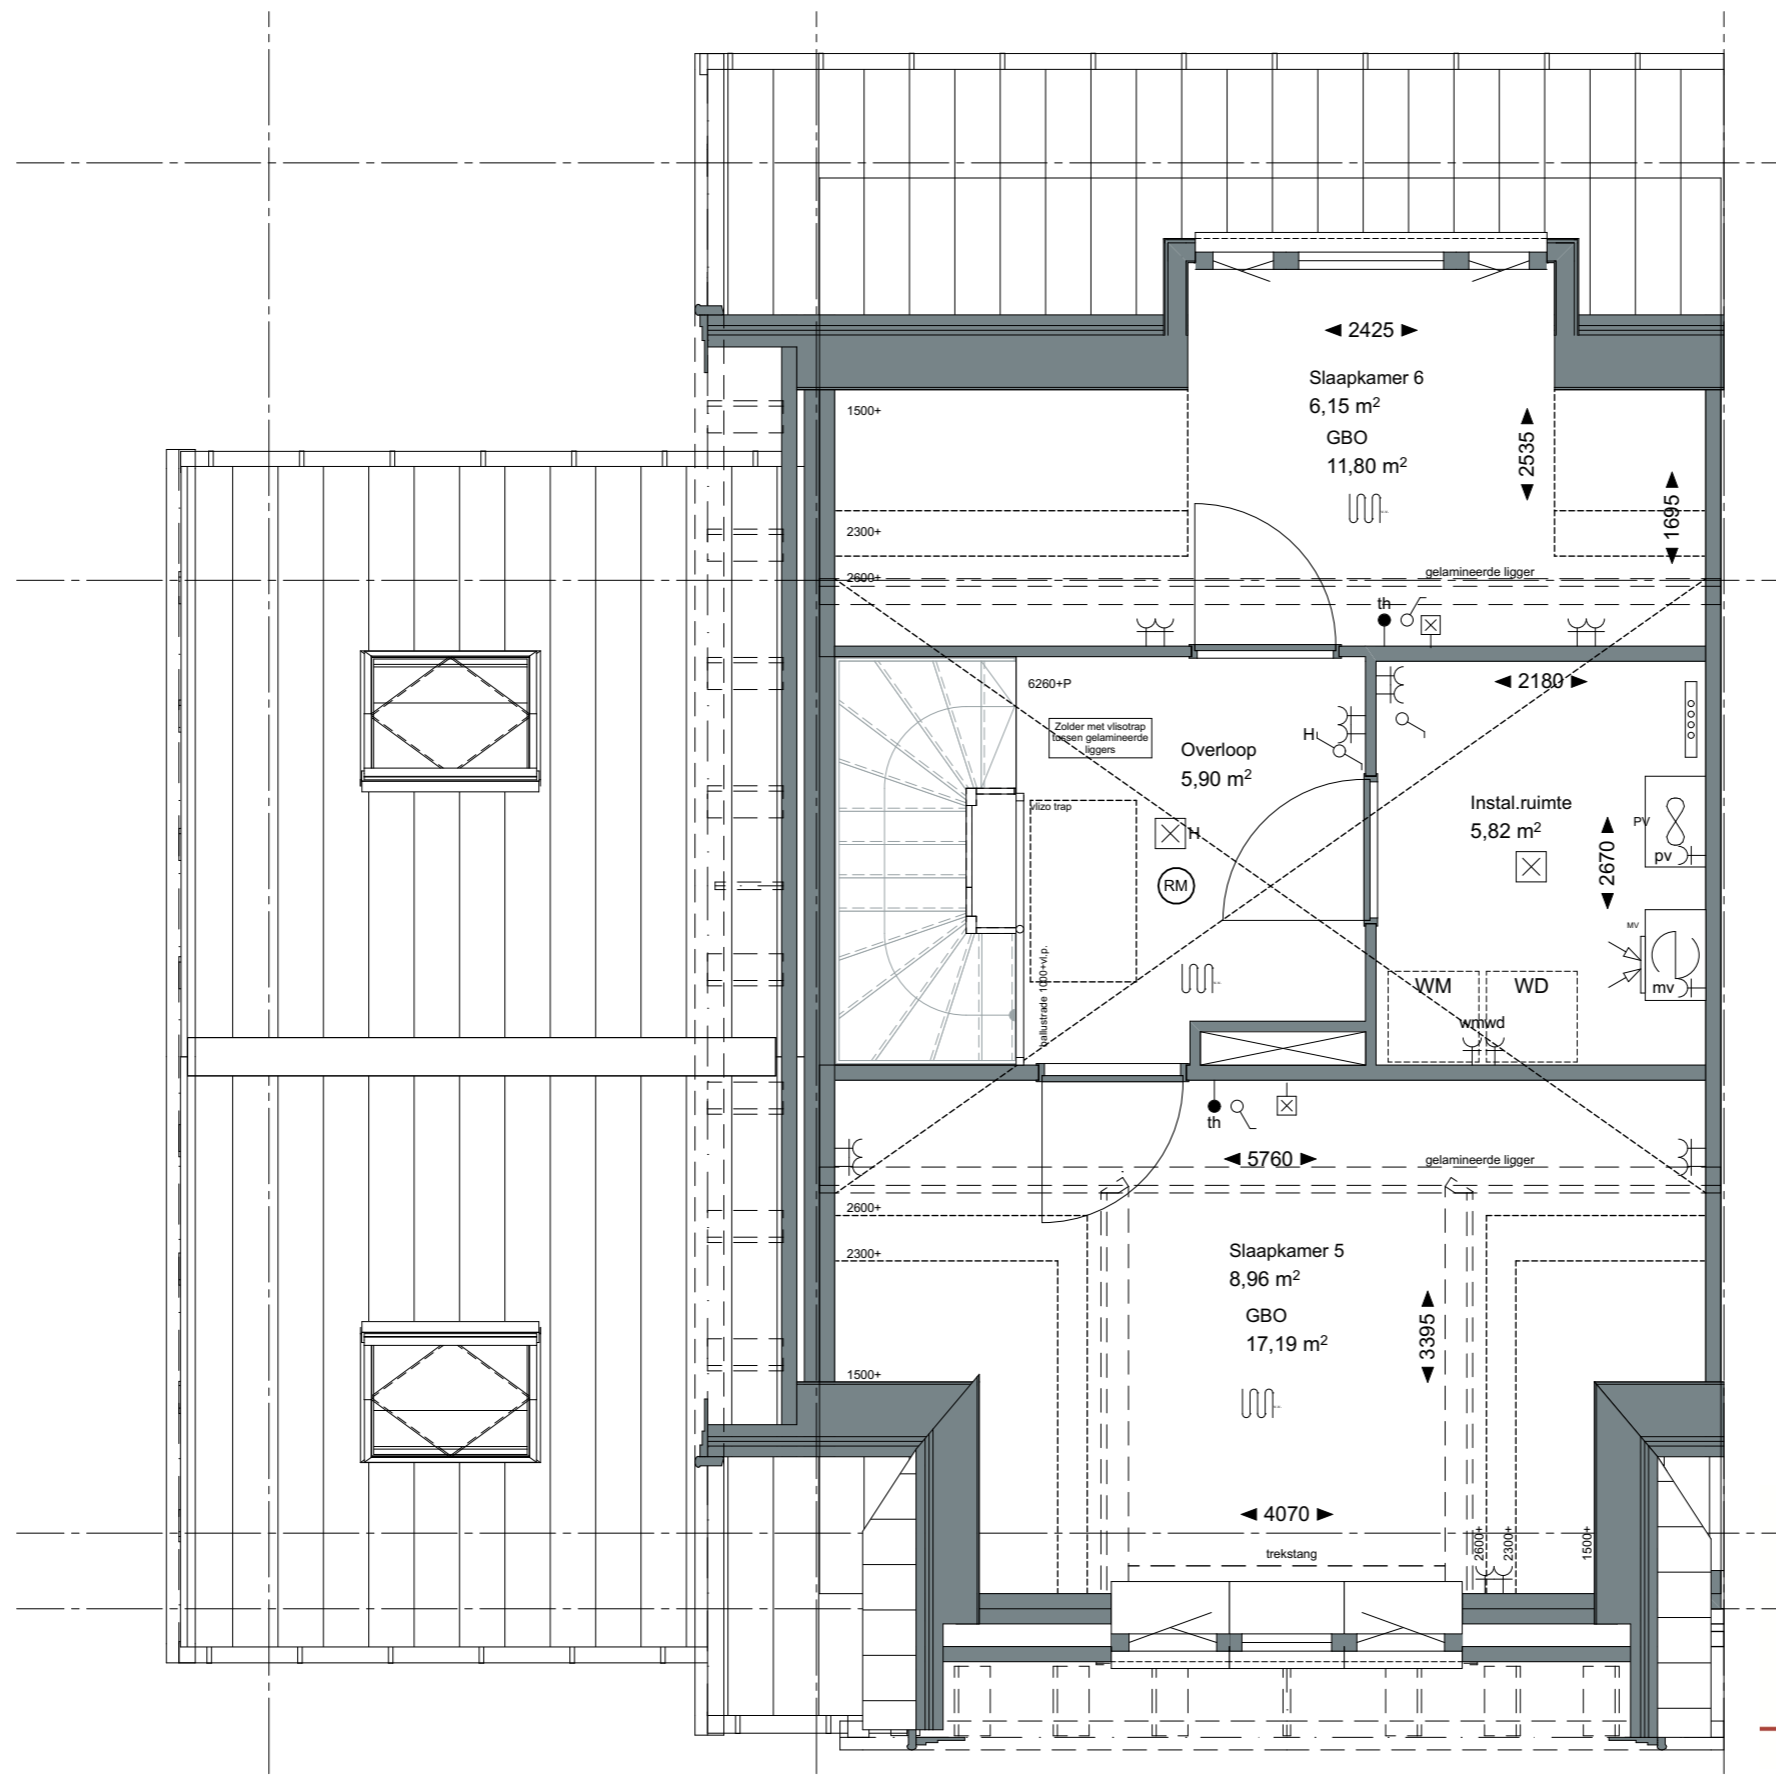 ◄ 2425 ►
Slaapkamer 6
6,15 m²
GBO
11,80 m²
2535
1695
1500+
2300+
2600+
gelamineerde ligger
th
6260+P
Zolder met vlisotrap
tussen gelamineerde
liggers
vlizo trap
Overloop
5,90 m²
H
H
RM
ballustrade 1000+vl.p.
◄ 2180 ►
Instal.ruimte
5,82 m²
2670
PV
pv
MV
mv
WM
WD
wmwd
th
◄ 5760 ►
gelamineerde ligger
2600+
2300+
1500+
Slaapkamer 5
8,96 m²
GBO
17,19 m²
3395
◄ 4070 ►
trekstang
2600+
2300+
1500+